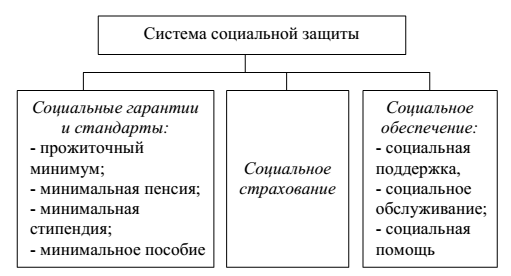 Система социальной защиты
Социальные гарантии
и стандарты:
- прожиточный
минимум;
- минимальная пенсия;
- минимальная
стипендия;
- минимальное пособие
Социальное
страхование
Социальное
обеспечение:
- социальная
поддержка,
- социальное
обслуживание;
- социальная
помощь